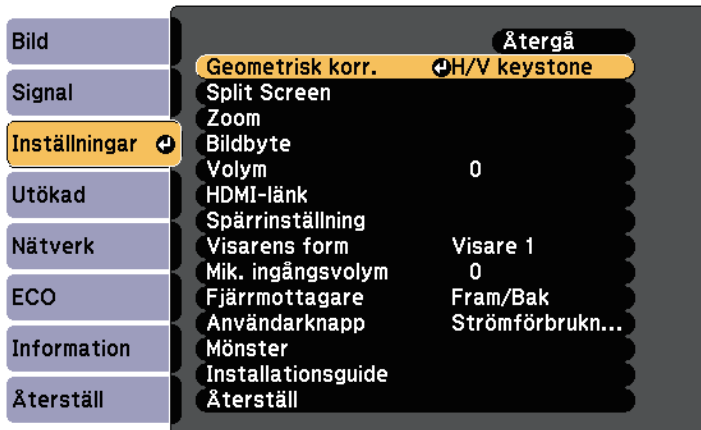 Bild
Signal
Inställningar
Utökad
Nätverk
ECO
Information
Återställ
Återgå
Geometrisk korr. H/V keystone
Split Screen
Zoom
Bildbyte
Volym 0
HDMI-länk
Spärrinställning
Visarens form Visare 1
Mik. ingångsvolym 0
Fjärrmottagare Fram/Bak
Användarknapp Strömförbrukn...
Mönster
Installationsguide
Återställ